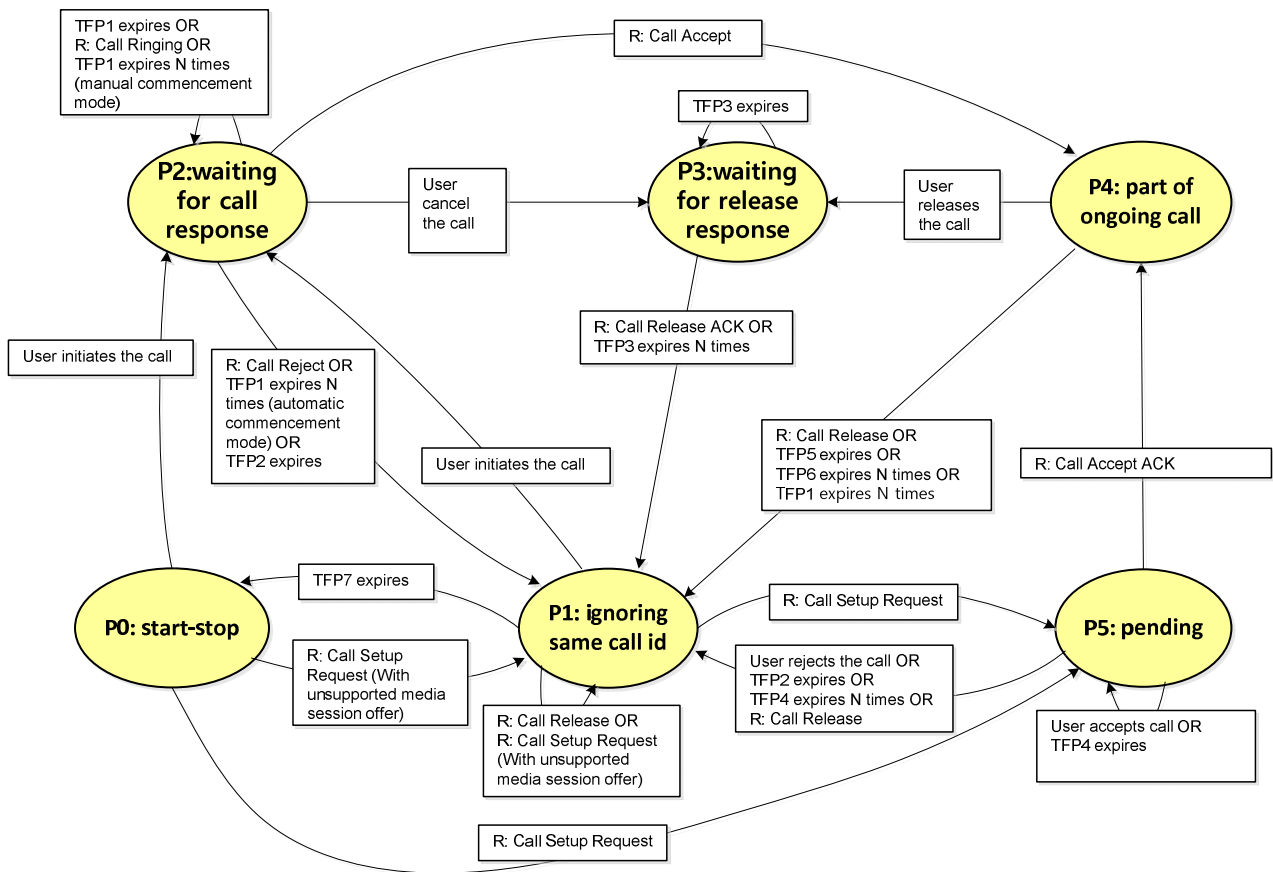 TFP1 expires OR
R: Call Ringing OR
TFP1 expires N times
(manual commencement
mode)
R: Call Accept
TFP3 expires
P2:waiting
for call
response
User
cancel
the call
P3:waiting
for release
response
User
releases
the call
P4: part of
ongoing call
R: Call Release ACK OR
TFP3 expires N times
User initiates the call
R: Call Reject OR
TFP1 expires N
times (automatic
commencement
mode) OR
TFP2 expires
User initiates the call
R: Call Release OR
TFP5 expires OR
TFP6 expires N times OR
TFP1 expires N times
R: Call Accept ACK
TFP7 expires
R: Call Setup Request
P0: start-stop
P1: ignoring
same call id
P5: pending
R: Call Setup
Request (With
unsupported media
session offer)
User rejects the call OR
TFP2 expires OR
TFP4 expires N times OR
R: Call Release
R: Call Release OR
R: Call Setup Request
(With unsupported
media session offer)
User accepts call OR
TFP4 expires
R: Call Setup Request